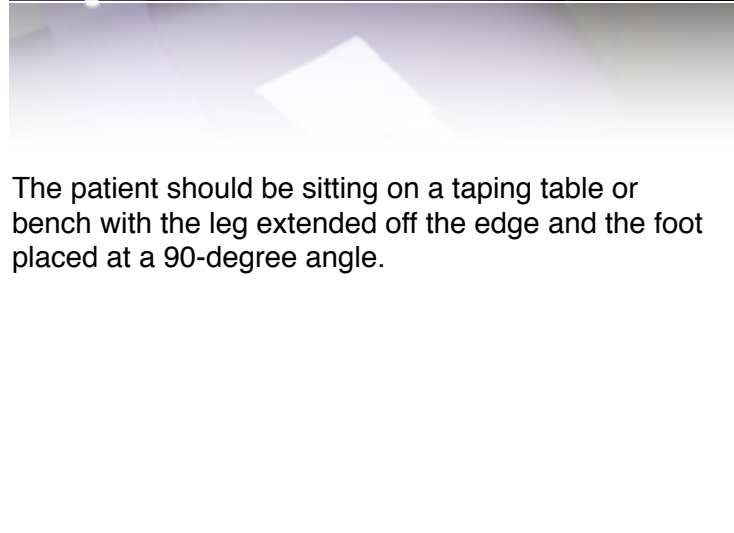 The patient should be sitting on a taping table or
bench with the leg extended off the edge and the foot
placed at a 90-degree angle.